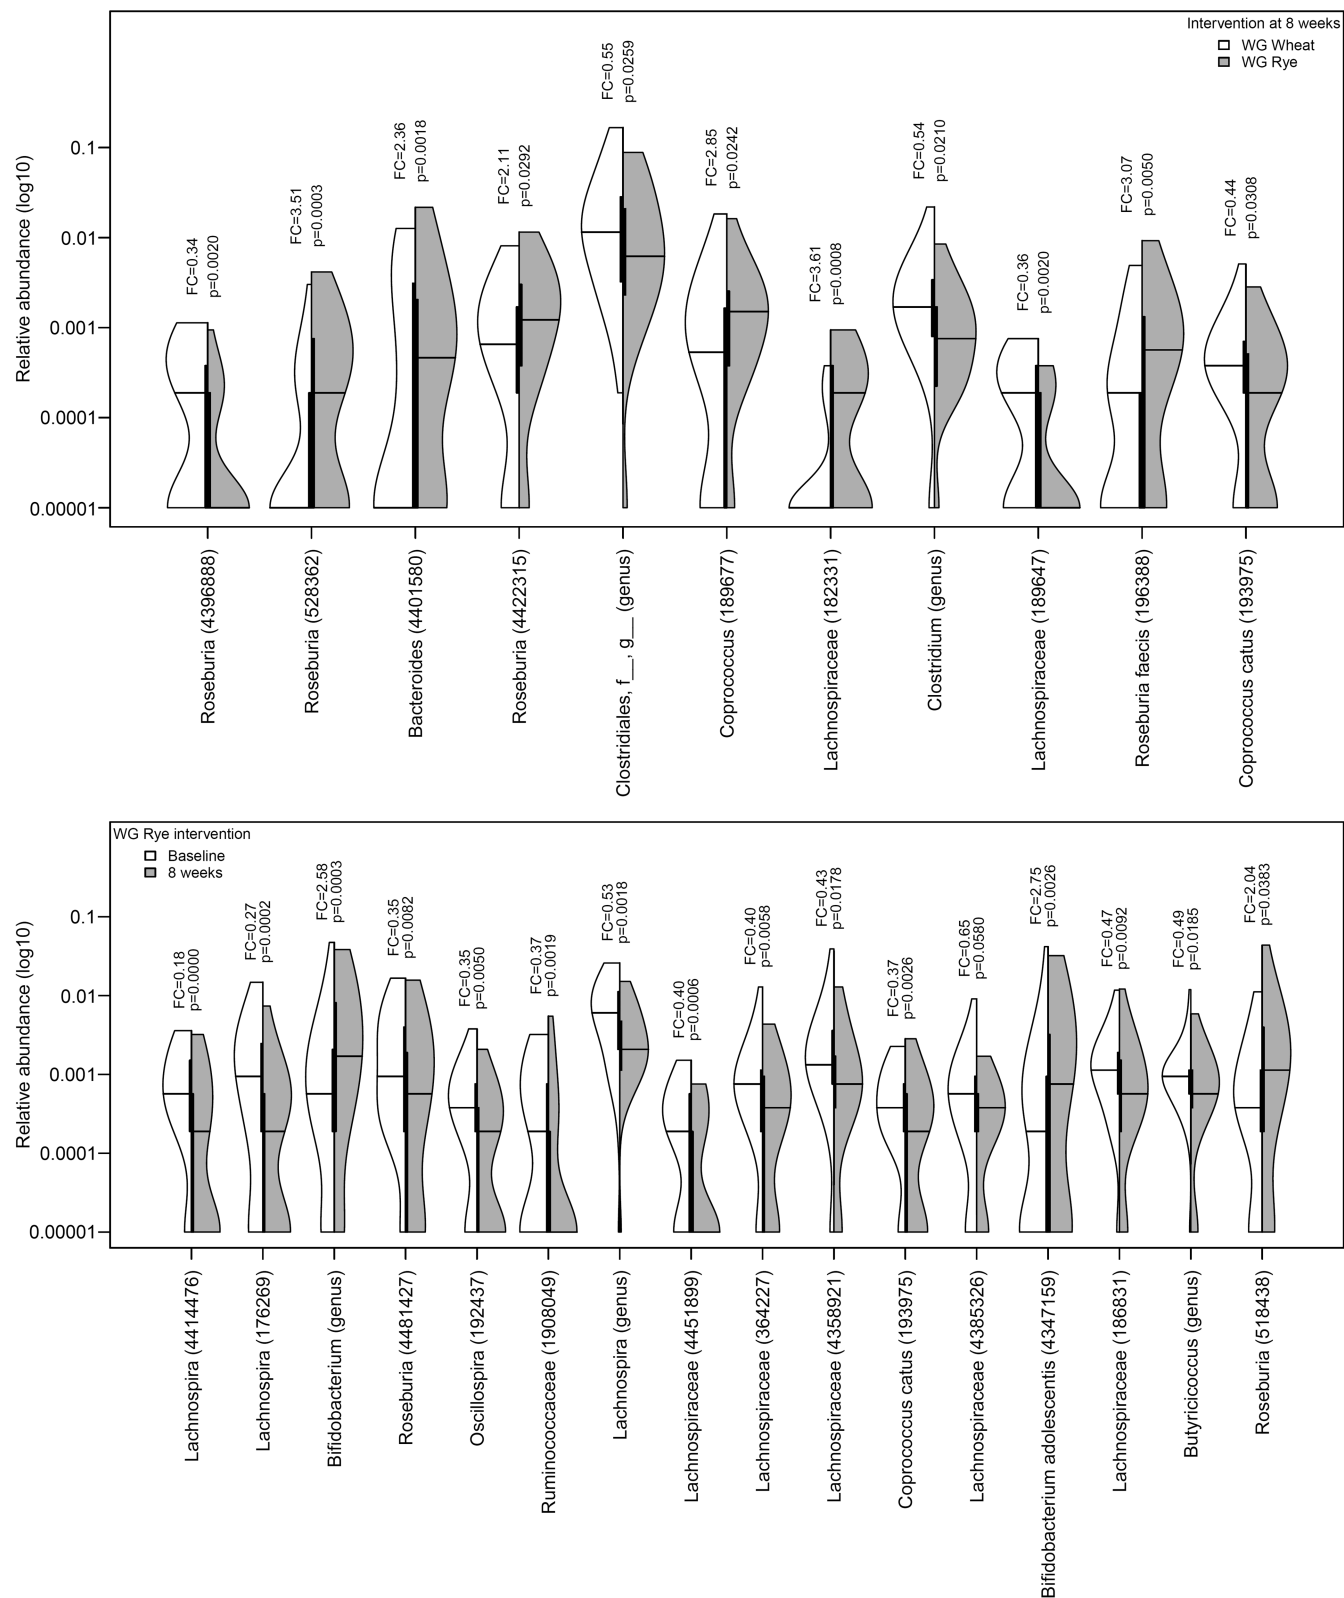 Intervention at 8 weeks
WG Wheat
WG Rye
Relative abundance (log10)
0.1
0.01
0.001
0.0001
0.00001
FC=0.34
p=0.0020
FC=3.51
p=0.0003
FC=2.36
p=0.0018
FC=2.11
p=0.0292
FC=0.55
p=0.0259
FC=2.85
p=0.0242
FC=3.61
p=0.0008
FC=0.54
p=0.0210
FC=0.36
p=0.0020
FC=3.07
p=0.0050
FC=0.44
p=0.0308
Roseburia (4396888)
Roseburia (528362)
Bacteroides (4401580)
Roseburia (4422315)
Clostridiales, f__, g__ (genus)
Coprococcus (189677)
Lachnospiraceae (182331)
Clostridium (genus)
Lachnospiraceae (189647)
Roseburia faecis (196388)
Coprococcus catus (193975)
WG Rye intervention
Baseline
8 weeks
Relative abundance (log10)
0.1
0.01
0.001
0.0001
0.00001
FC=0.18
p=0.0000
FC=0.27
p=0.0002
FC=2.58
p=0.0003
FC=0.35
p=0.0082
FC=0.35
p=0.0050
FC=0.37
p=0.0019
FC=0.53
p=0.0018
FC=0.40
p=0.0006
FC=0.40
p=0.0058
FC=0.43
p=0.0178
FC=0.37
p=0.0026
FC=0.65
p=0.0580
FC=2.75
p=0.0026
FC=0.47
p=0.0092
FC=0.49
p=0.0185
FC=2.04
p=0.0383
Lachnospira (4414476)
Lachnospira (176269)
Bifidobacterium (genus)
Roseburia (4481427)
Oscillospira (192437)
Ruminococcaceae (1908049)
Lachnospira (genus)
Lachnospiraceae (4451899)
Lachnospiraceae (364227)
Lachnospiraceae (4358921)
Coprococcus catus (193975)
Lachnospiraceae (4385326)
Bifidobacterium adolescentis (4347159)
Lachnospiraceae (186831)
Butyricicoccus (genus)
Roseburia (518438)